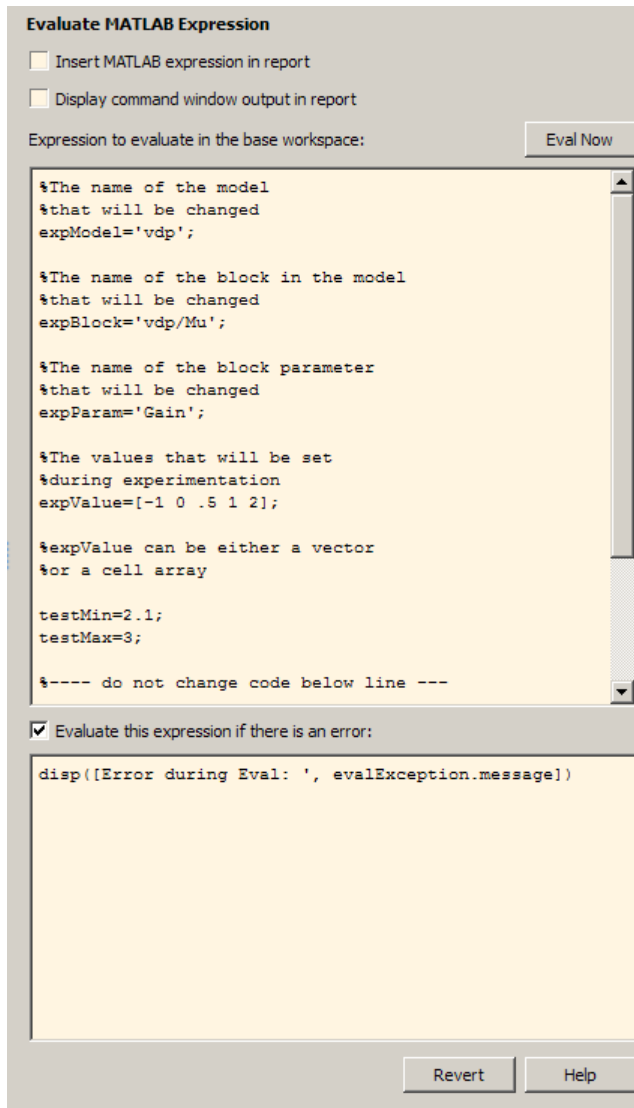 Evaluate MATLAB Expression
Insert MATLAB expression in report
Display command window output in report
Expression to evaluate in the base workspace:
Eval Now
%The name of the model
%that will be changed
expModel='vdp';
%The name of the block in the model
%that will be changed
expBlock='vdp/Mu';
%The name of the block parameter
%that will be changed
expParam='Gain';
%The values that will be set
%during experimentation
expValue=[-1 0 .5 1 2];
%expValue can be either a vector
%or a cell array
testMin=2.1;
testMax=3;
%---- do not change code below line ---
Evaluate this expression if there is an error:
disp([Error during Eval: ', evalException.message])
Revert
Help